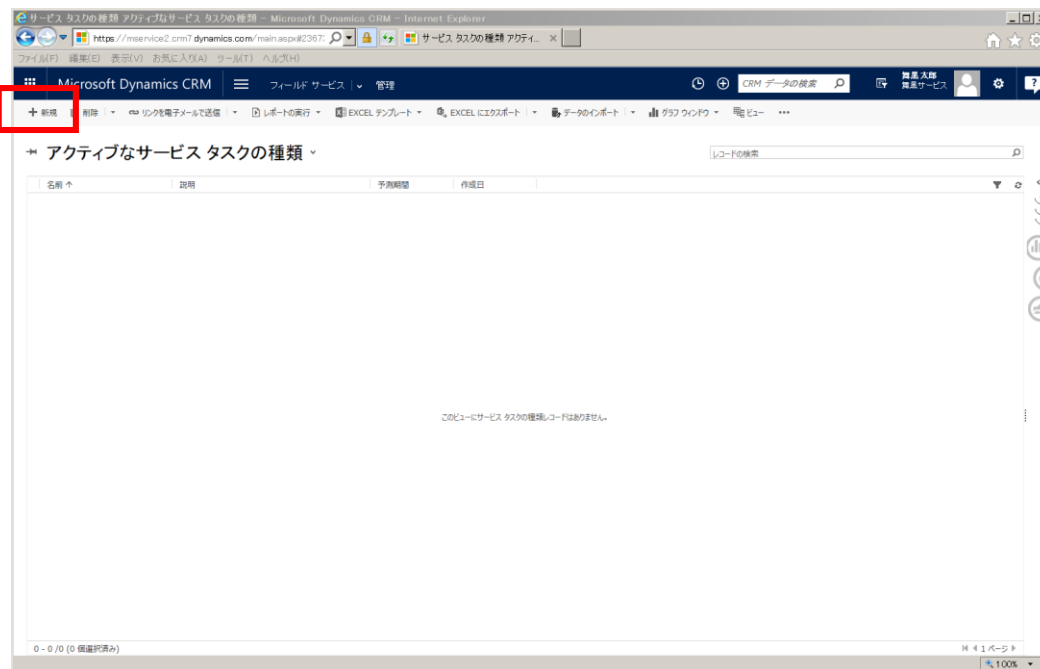 サービス タスクの種類 アクティブなサービス タスクの種類 - Microsoft Dynamics CRM - Internet Explorer
https://mservice2.crm7.dynamics.com/main.aspx#2367: サービス タスクの種類 アクティ...
ファイル(F) 編集(E) 表示(V) お気に入り(A) ツール(T) ヘルプ(H)
Microsoft Dynamics CRM フィールド サービス 管理 CRM データの検索 舞黒太郎 舞黒サービス ?
新規 削除 リンクを電子メールで送信 レポートの実行 EXCEL テンプレート EXCEL にエクスポート データのインポート グラフ ウィンドウ ビュー
アクティブなサービス タスクの種類 レコードの検索
名前 説明 予測期間 作成日
このビューにサービス タスクの種類レコードはありません。
0 - 0 /0 (0 個選択済み) 1 ページ
100%